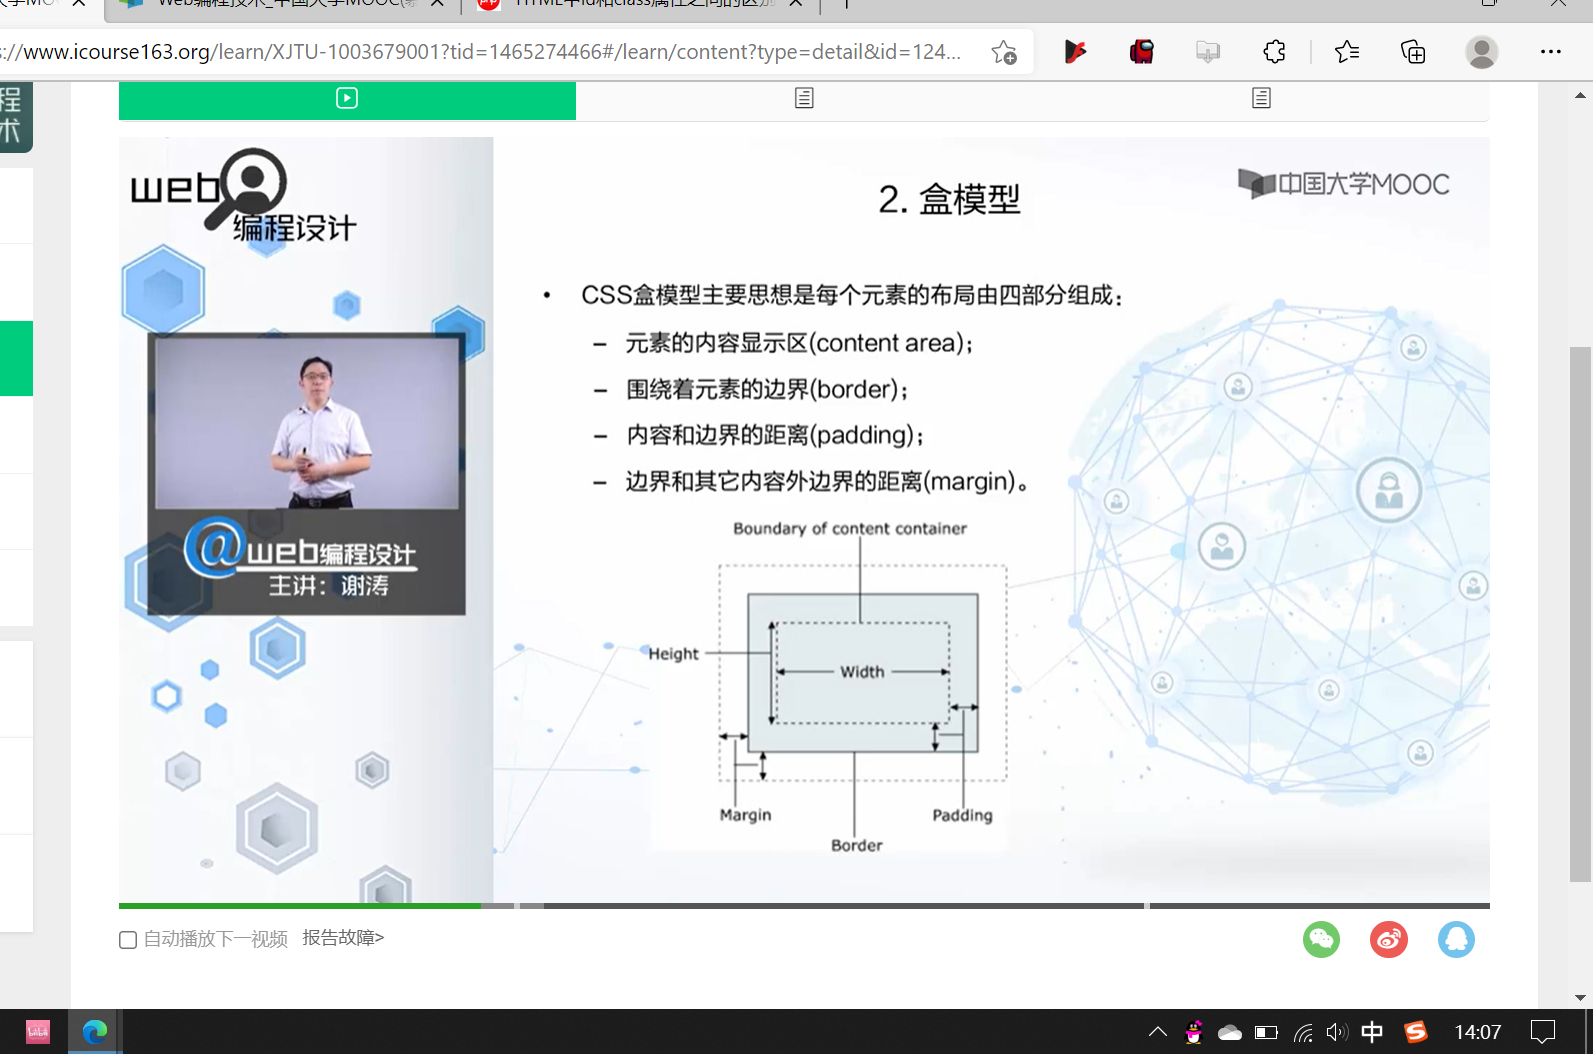 Web编程技术_中国大学MOOC(慕
HTML中id和class属性之间的区别
s://www.icourse163.org/learn/XJTU-1003679001?tid=1465274466#/learn/content?type=detail&id=124...
程
术
web
编程设计
2. 盒模型
中国大学MOOC
• CSS盒模型主要思想是每个元素的布局由四部分组成：
– 元素的内容显示区(content area)；
– 围绕着元素的边界(border)；
– 内容和边界的距离(padding)；
– 边界和其它内容外边界的距离(margin)。
Boundary of content container
Height
Width
Margin
Padding
Border
@web编程设计
主讲：谢涛
自动播放下一视频 报告故障>
中
14:07